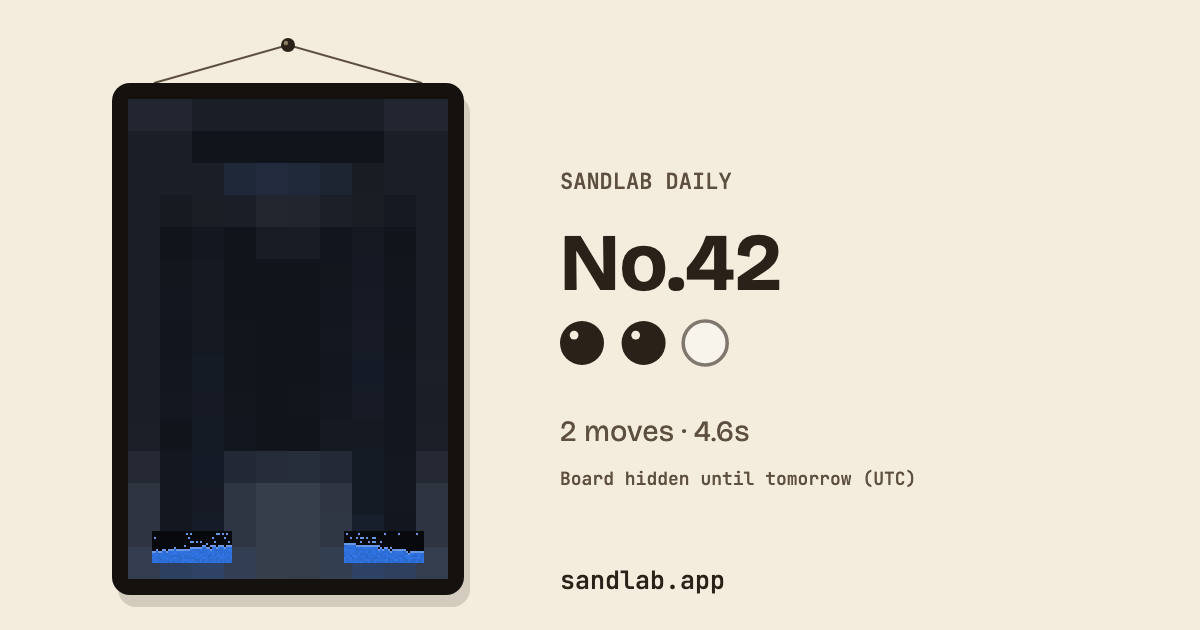 SANDLAB DAILY
No.42
2 moves · 4.6s
Board hidden until tomorrow (UTC)
sandlab.app